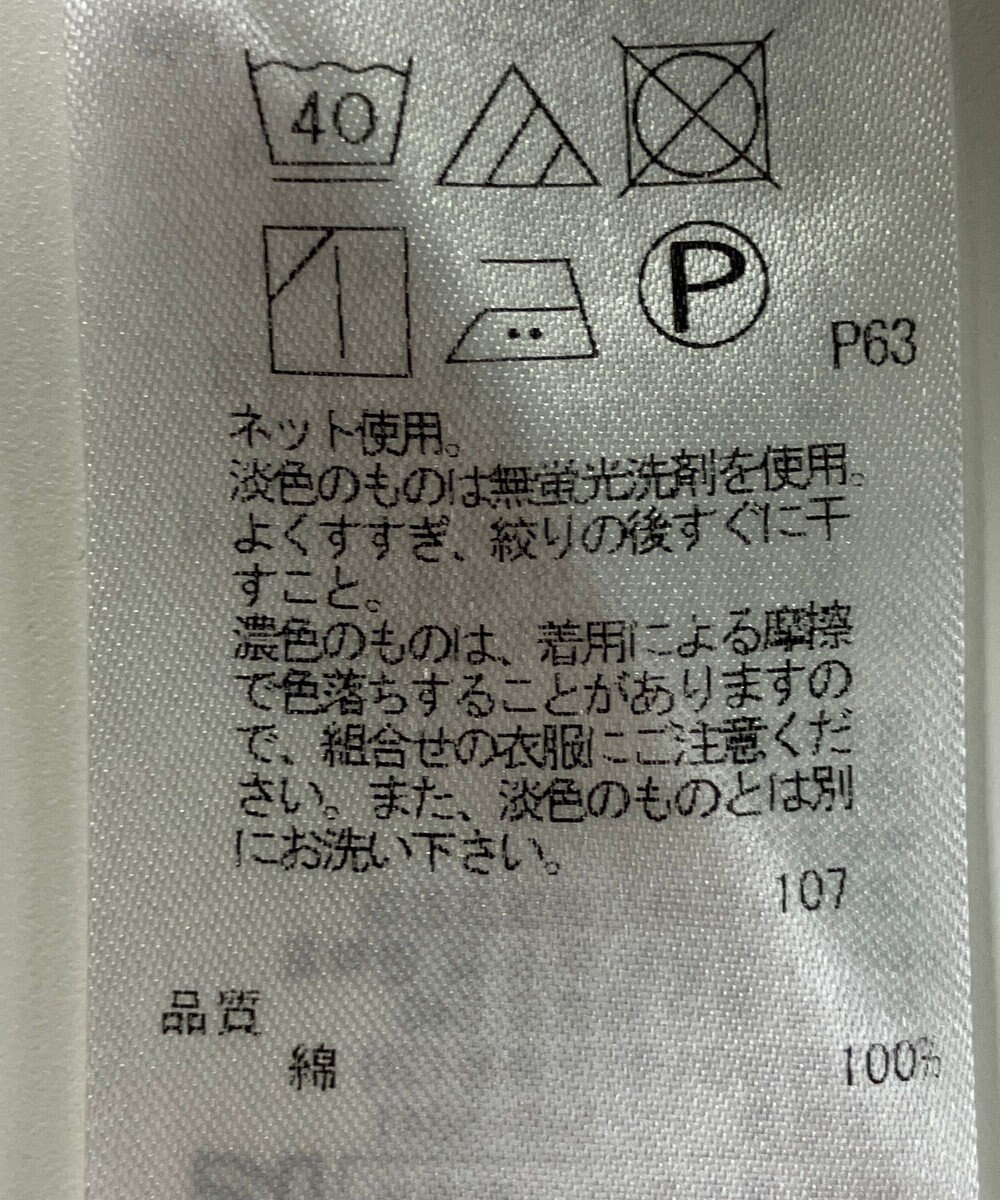 40
P
P63
ネット使用。
淡色のものは無蛍光洗剤を使用。
よくすすぎ、絞りの後すぐに干
すこと。
濃色のものは、着用による摩擦
で色落ちすることがありますの
で、組合せの衣服にご注意くだ
さい。また、淡色のものとは別
にお洗い下さい。
107
品質
綿 100%